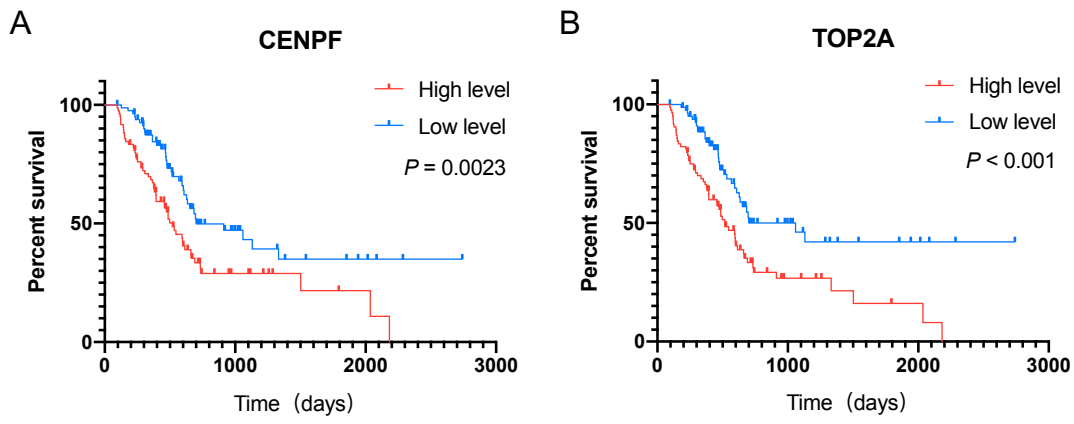 A
CENPF
High level
Low level
P = 0.0023
Percent survival
100
50
0
0
1000
2000
3000
Time（days）
B
TOP2A
High level
Low level
P < 0.001
Percent survival
100
50
0
0
1000
2000
3000
Time（days）